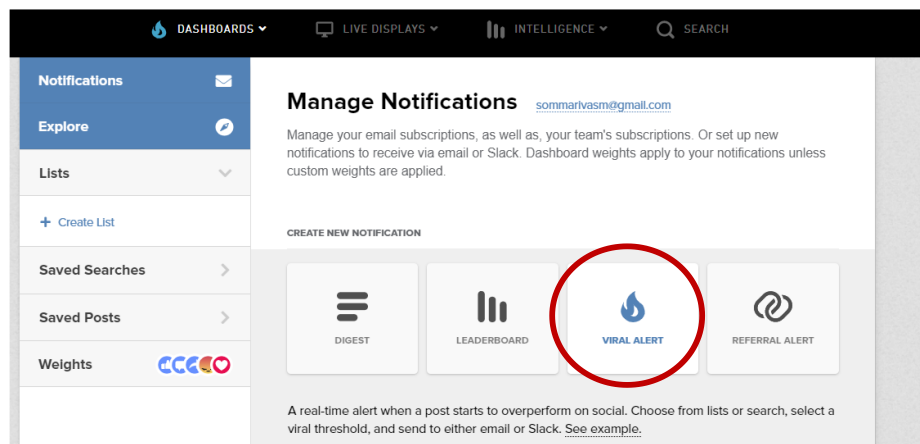 DASHBOARDS LIVE DISPLAYS INTELLIGENCE SEARCH
Notifications
Explore
Lists
+ Create List
Saved Searches
Saved Posts
Weights
Manage Notifications sommarivasm@gmail.com
Manage your email subscriptions, as well as, your team's subscriptions. Or set up new
notifications to receive via email or Slack. Dashboard weights apply to your notifications unless
custom weights are applied.
CREATE NEW NOTIFICATION
DIGEST LEADERBOARD VIRAL ALERT REFERRAL ALERT
A real-time alert when a post starts to overperform on social. Choose from lists or search, select a
viral threshold, and send to either email or Slack. See example.